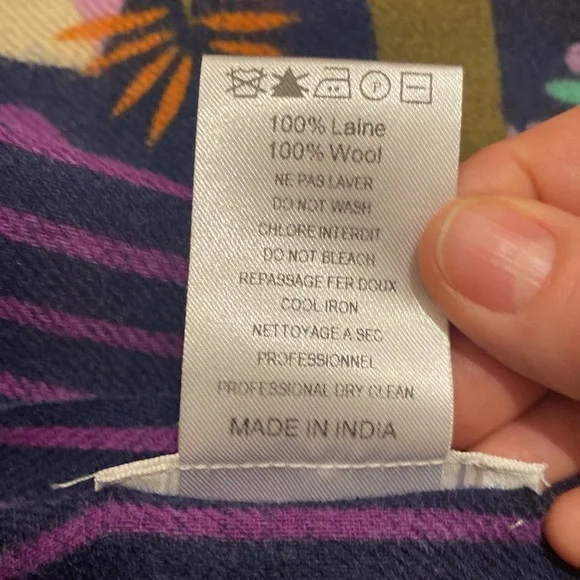 P
100% Laine
100% Wool
NE PAS LAVER
DO NOT WASH
CHLORE INTERDIT
DO NOT BLEACH
REPASSAGE FER DOUX
COOL IRON
NETTOYAGE A SEC
PROFESSIONNEL
PROFESSIONAL DRY CLEAN
MADE IN INDIA